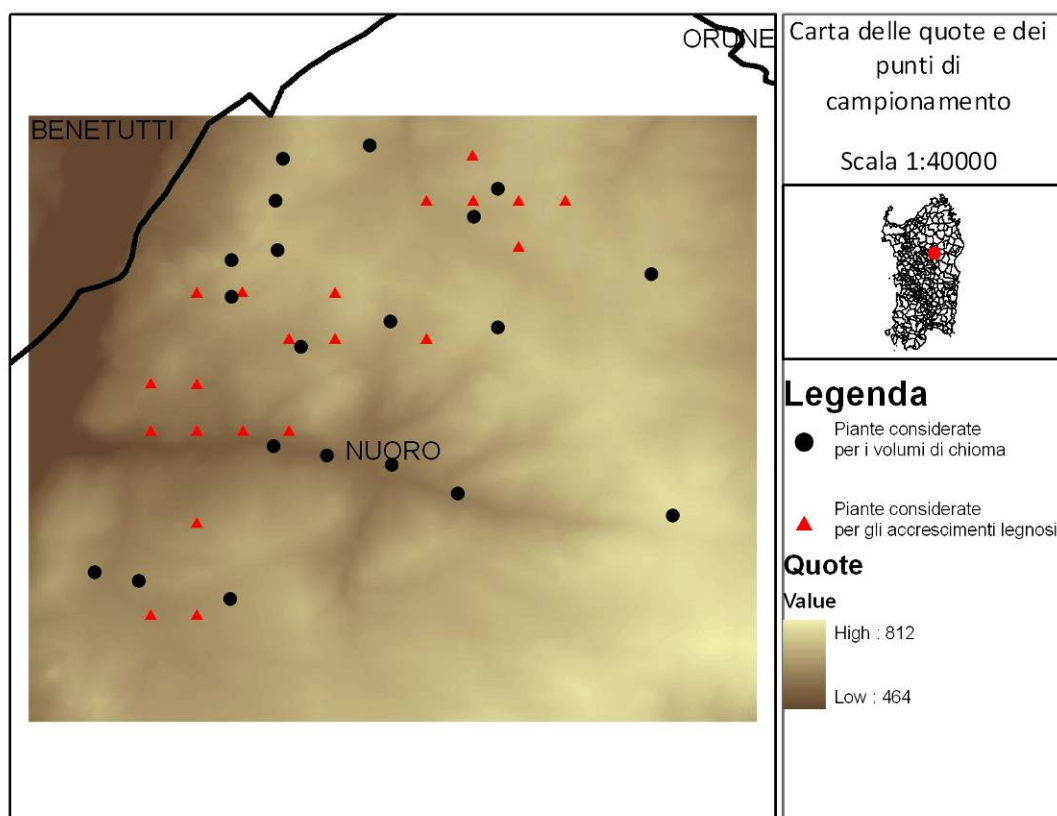 ORUNE
BENETUTTI
NUORO
Carta delle quote e dei
punti di
campionamento
Scala 1:40000
Legenda
Piante considerate
per i volumi di chioma
Piante considerate
per gli accrescimenti legnosi
Quote
Value
High : 812
Low : 464